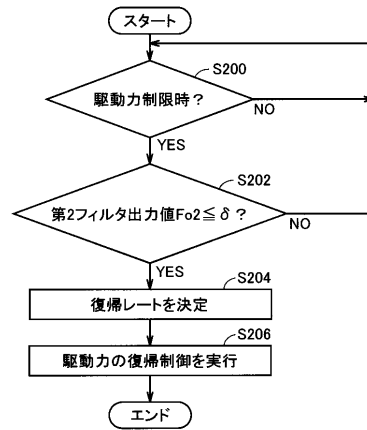 スタート
S200
駆動力制限時？
NO
YES
S202
第2フィルタ出力値Fo2≦δ？
NO
YES
S204
復帰レートを決定
S206
駆動力の復帰制御を実行
エンド